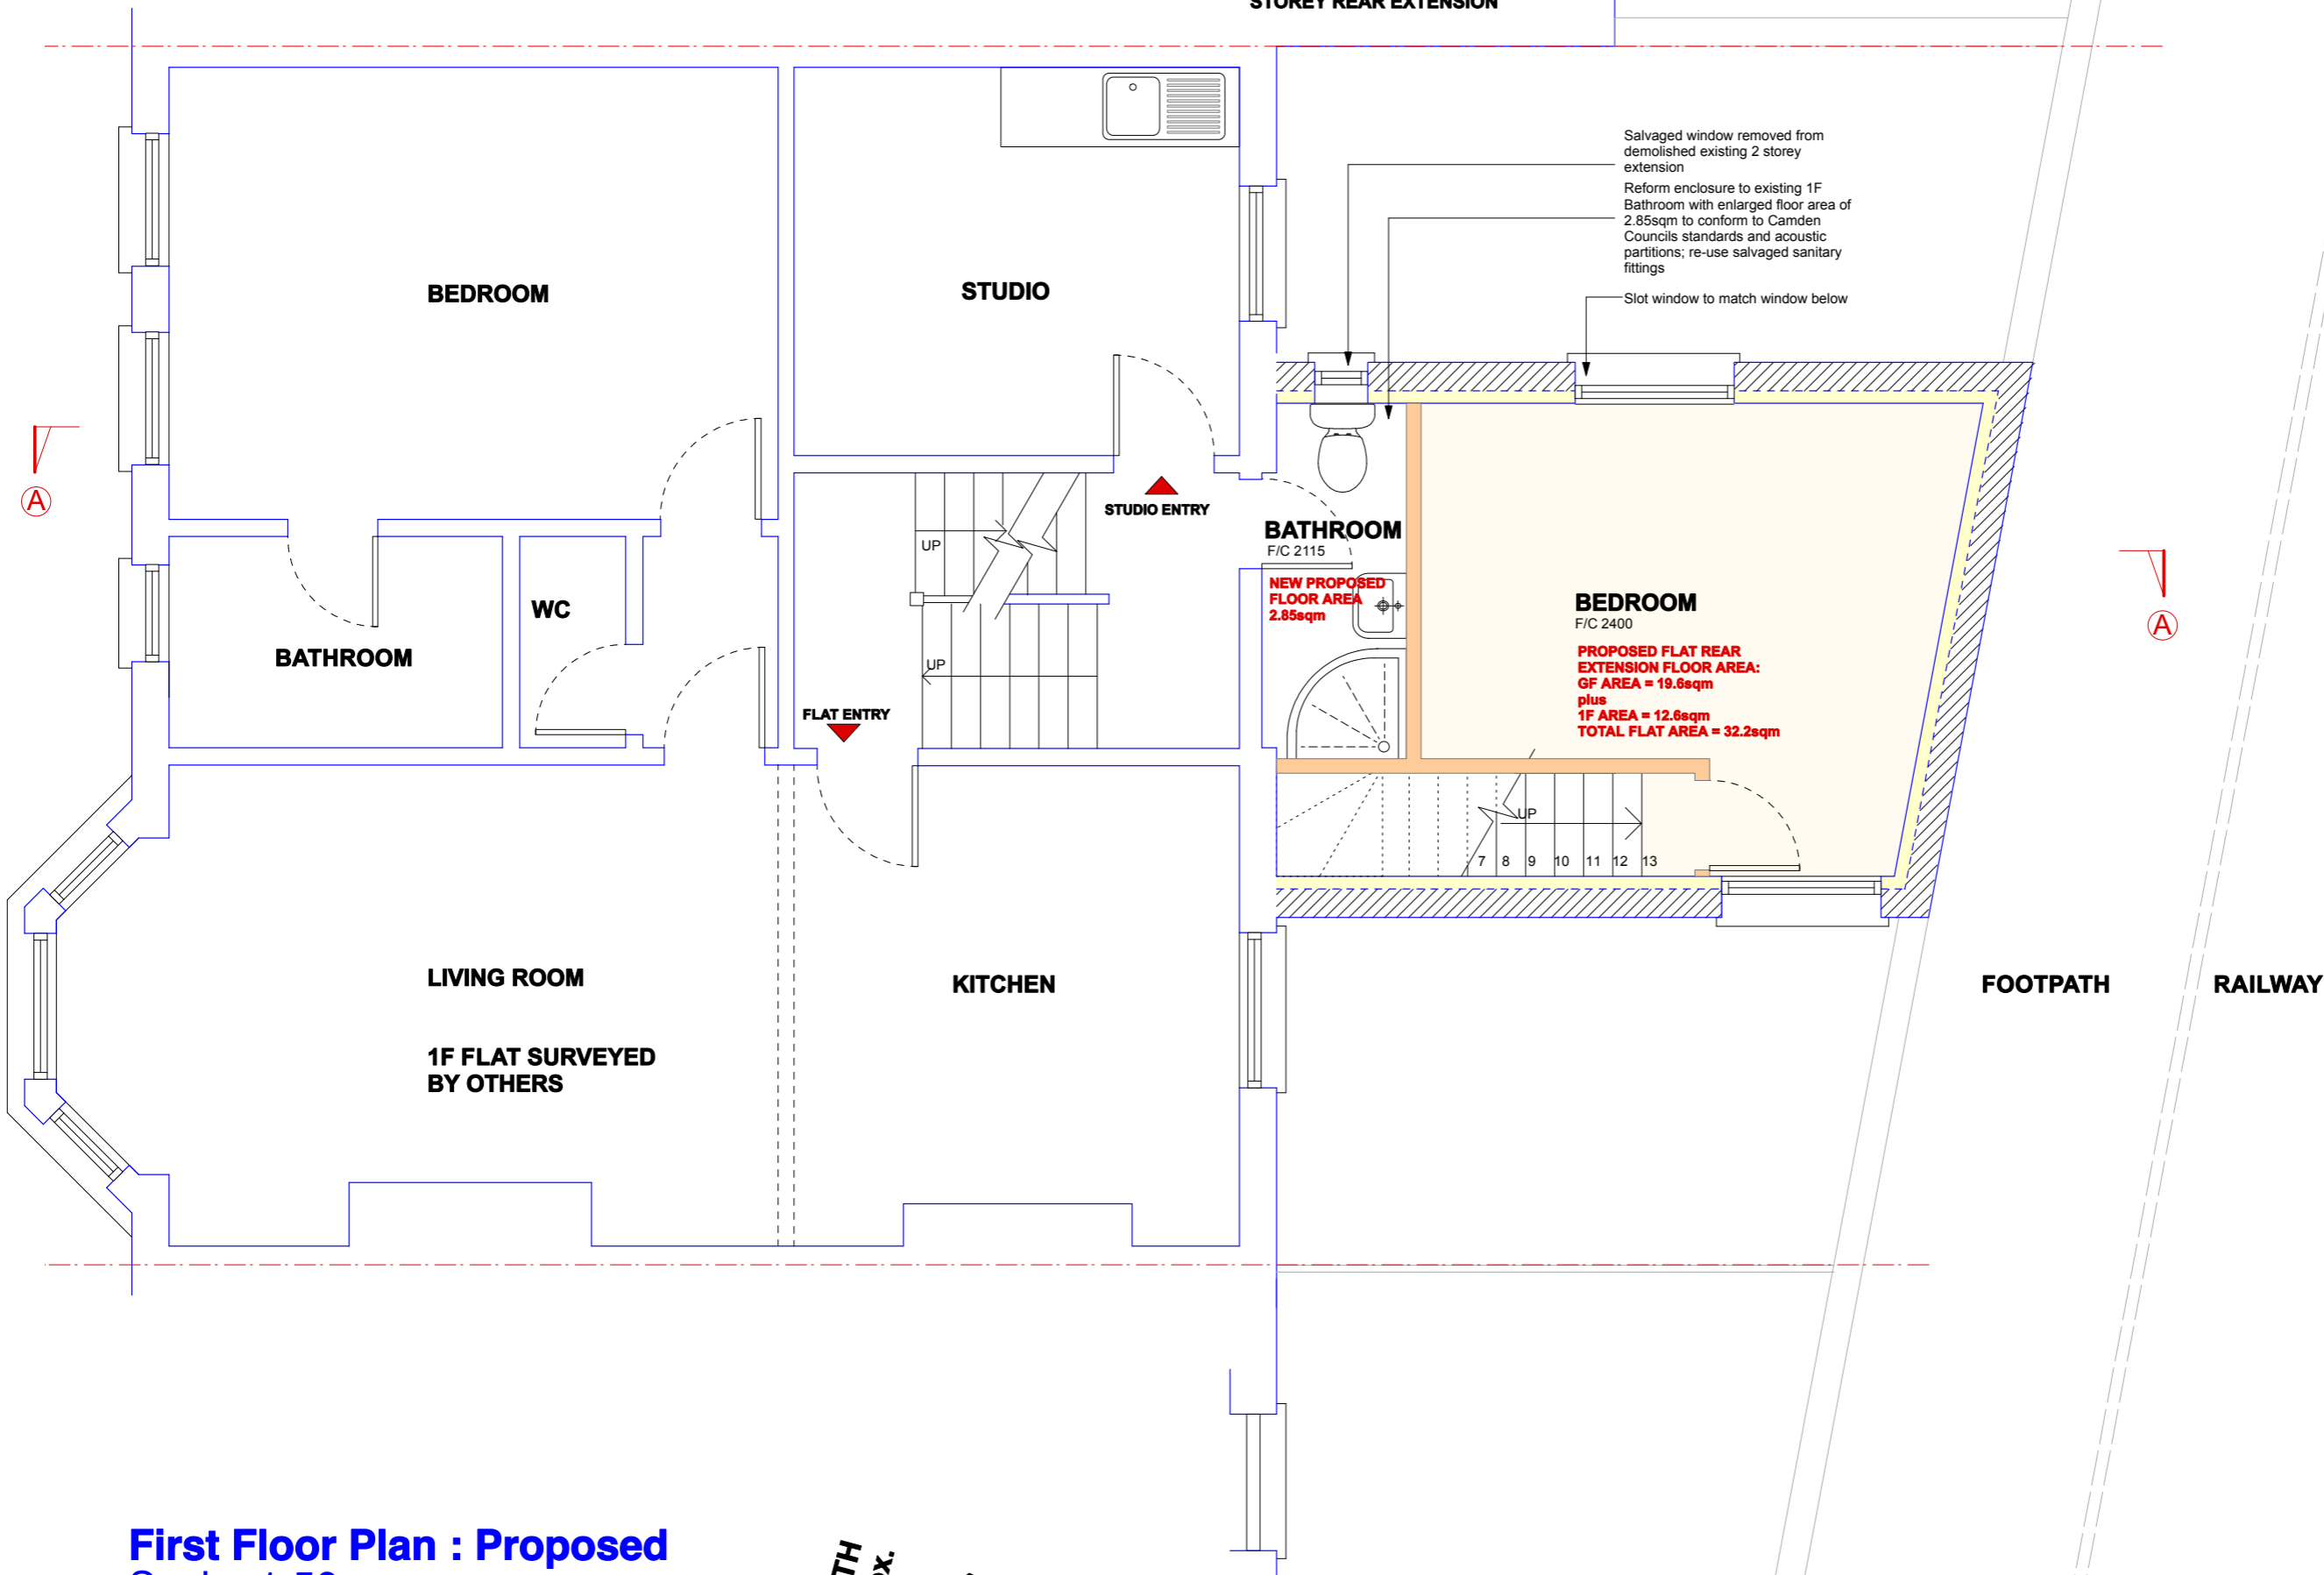 STOREY REAR EXTENSION
Salvaged window removed from
demolished existing 2 storey
extension
Reform enclosure to existing 1F
Bathroom with enlarged floor area of
2.85sqm to conform to Camden
Councils standards and acoustic
partitions; re-use salvaged sanitary
fittings
Slot window to match window below
BEDROOM
STUDIO
A
STUDIO ENTRY
UP
BATHROOM
F/C 2115
NEW PROPOSED
FLOOR AREA
2.85sqm
BEDROOM
F/C 2400
PROPOSED FLAT REAR
EXTENSION FLOOR AREA:
GF AREA = 19.6sqm
plus
1F AREA = 12.6sqm
TOTAL FLAT AREA = 32.2sqm
A
WC
BATHROOM
UP
FLAT ENTRY
UP
7 8 9 10 11 12 13
LIVING ROOM
KITCHEN
FOOTPATH
RAILWAY
1F FLAT SURVEYED
BY OTHERS
First Floor Plan : Proposed